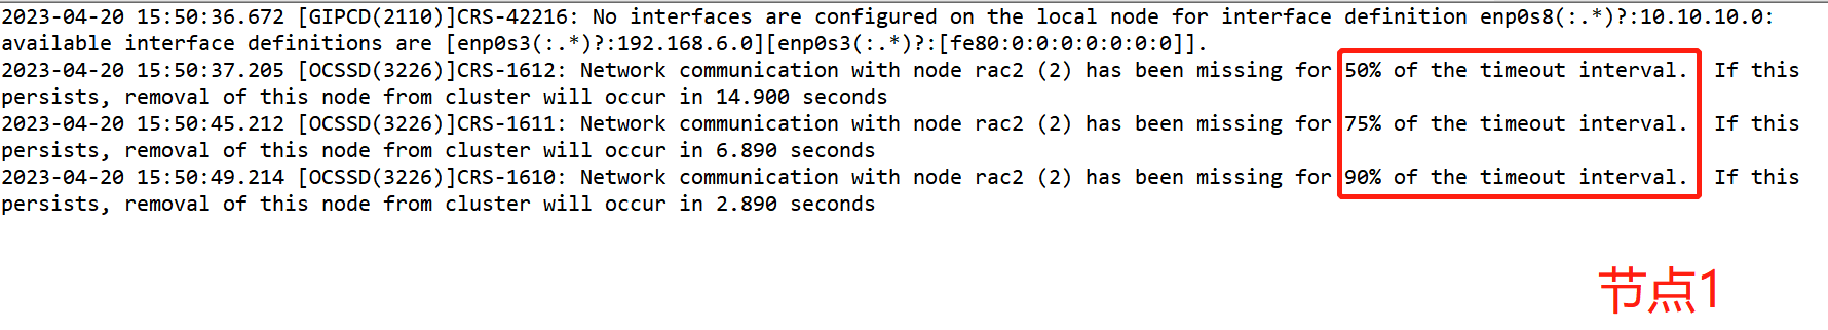 2023-04-20 15:50:36.672 [GIPCD(2110)]CRS-42216: No interfaces are configured on the local node for interface definition enp0s8(:.*)?:10.10.10.0:
available interface definitions are [enp0s3(:.*)?:192.168.6.0][enp0s3(:.*)?:[fe80:0:0:0:0:0:0:0]].
2023-04-20 15:50:37.205 [OCSSD(3226)]CRS-1612: Network communication with node rac2 (2) has been missing for 50% of the timeout interval.  If this
persists, removal of this node from cluster will occur in 14.900 seconds
2023-04-20 15:50:45.212 [OCSSD(3226)]CRS-1611: Network communication with node rac2 (2) has been missing for 75% of the timeout interval.  If this
persists, removal of this node from cluster will occur in 6.890 seconds
2023-04-20 15:50:49.214 [OCSSD(3226)]CRS-1610: Network communication with node rac2 (2) has been missing for 90% of the timeout interval.  If this
persists, removal of this node from cluster will occur in 2.890 seconds
节点1